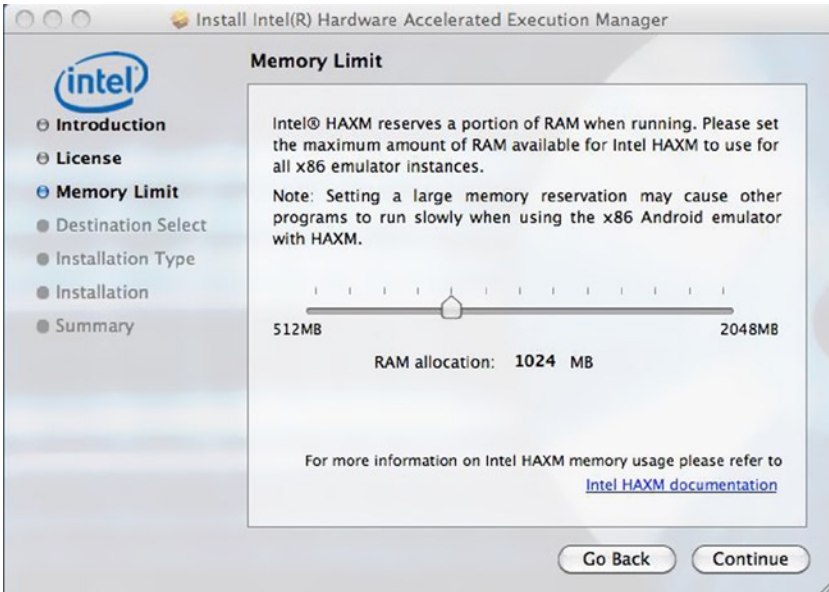 Install Intel(R) Hardware Accelerated Execution Manager
intel
Memory Limit
Introduction
License
Memory Limit
Destination Select
Installation Type
Installation
Summary
Intel® HAXM reserves a portion of RAM when running. Please set
the maximum amount of RAM available for Intel HAXM to use for
all x86 emulator instances.
Note: Setting a large memory reservation may cause other
programs to run slowly when using the x86 Android emulator
with HAXM.
512MB
2048MB
RAM allocation: 1024 MB
For more information on Intel HAXM memory usage please refer to
Intel HAXM documentation
Go Back
Continue